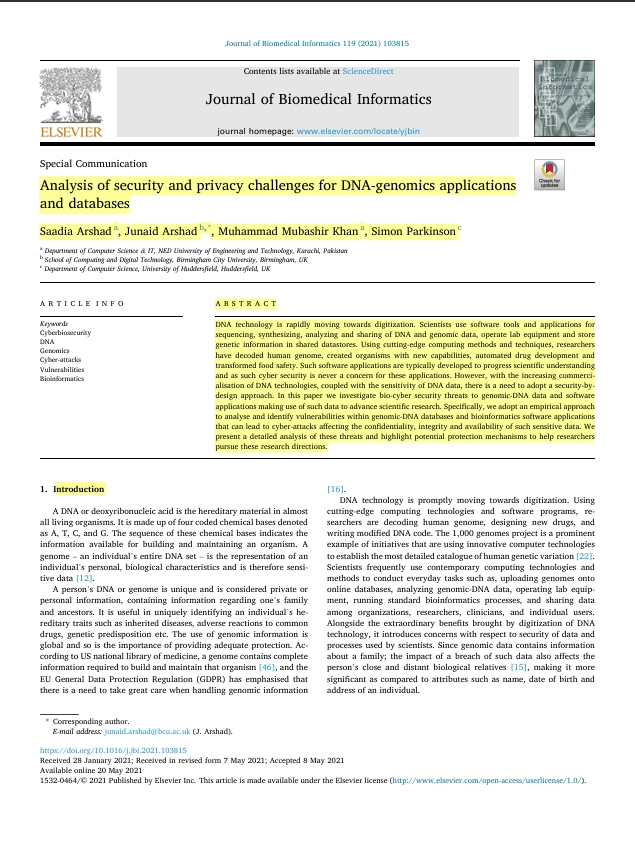 Journal of Biomedical Informatics 119 (2021) 103815
Contents lists available at ScienceDirect
Journal of Biomedical Informatics
journal homepage: www.elsevier.com/locate/yjbin
ELSEVIER
Biomedical
Informatics
Check for
updates
Special Communication
Analysis of security and privacy challenges for DNA-genomics applications
and databases
Saadia Arshad a, Junaid Arshad b,*, Muhammad Mubashir Khan a, Simon Parkinson c
a Department of Computer Science & IT, NED University of Engineering and Technology, Karachi, Pakistan
b School of Computing and Digital Technology, Birmingham City University, Birmingham, UK
c Department of Computer Science, University of Huddersfield, Huddersfield, UK
ARTICLE INFO
Keywords
Cyberbiosecurity
DNA
Genomics
Cyber-attacks
Vulnerabilities
Bioinformatics
ABSTRACT
DNA technology is rapidly moving towards digitization. Scientists use software tools and applications for
sequencing, synthesizing, analyzing and sharing of DNA and genomic data, operate lab equipment and store
genetic information in shared datastores. Using cutting-edge computing methods and techniques, researchers
have decoded human genome, created organisms with new capabilities, automated drug development and
transformed food safety. Such software applications are typically developed to progress scientific understanding
and as such cyber security is never a concern for these applications. However, with the increasing commerci-
alisation of DNA technologies, coupled with the sensitivity of DNA data, there is a need to adopt a security-by-
design approach. In this paper we investigate bio-cyber security threats to genomic-DNA data and software
applications making use of such data to advance scientific research. Specifically, we adopt an empirical approach
to analyse and identify vulnerabilities within genomic-DNA databases and bioinformatics software applications
that can lead to cyber-attacks affecting the confidentiality, integrity and availability of such sensitive data. We
present a detailed analysis of these threats and highlight potential protection mechanisms to help researchers
pursue these research directions.
1. Introduction
A DNA or deoxyribonucleic acid is the hereditary material in almost
all living organisms. It is made up of four coded chemical bases denoted
as A, T, C, and G. The sequence of these chemical bases indicates the
information available for building and maintaining an organism. A
genome – an individual's entire DNA set – is the representation of an
individual's personal, biological characteristics and is therefore sensi-
tive data [12].
A person's DNA or genome is unique and is considered private or
personal information, containing information regarding one's family
and ancestors. It is useful in uniquely identifying an individual's he-
reditary traits such as inherited diseases, adverse reactions to common
drugs, genetic predisposition etc. The use of genomic information is
global and so is the importance of providing adequate protection. Ac-
cording to US national library of medicine, a genome contains complete
information required to build and maintain that organism [46], and the
EU General Data Protection Regulation (GDPR) has emphasised that
there is a need to take great care when handling genomic information
[16].
DNA technology is promptly moving towards digitization. Using
cutting-edge computing technologies and software programs, re-
searchers are decoding human genome, designing new drugs, and
writing modified DNA code. The 1,000 genomes project is a prominent
example of initiatives that are using innovative computer technologies
to establish the most detailed catalogue of human genetic variation [22].
Scientists frequently use contemporary computing technologies and
methods to conduct everyday tasks such as, uploading genomes onto
online databases, analyzing genomic-DNA data, operating lab equip-
ment, running standard bioinformatics processes, and sharing data
among organizations, researchers, clinicians, and individual users.
Alongside the extraordinary benefits brought by digitization of DNA
technology, it introduces concerns with respect to security of data and
processes used by scientists. Since genomic data contains information
about a family; the impact of a breach of such data also affects the
person's close and distant biological relatives [15], making it more
significant as compared to attributes such as name, date of birth and
address of an individual.
* Corresponding author.
E-mail address: junaid.arshad@bcu.ac.uk (J. Arshad).
https://doi.org/10.1016/j.jbi.2021.103815
Received 28 January 2021; Received in revised form 7 May 2021; Accepted 8 May 2021
Available online 20 May 2021
1532-0464/© 2021 Published by Elsevier Inc. This article is made available under the Elsevier license (http://www.elsevier.com/open-access/userlicense/1.0/).